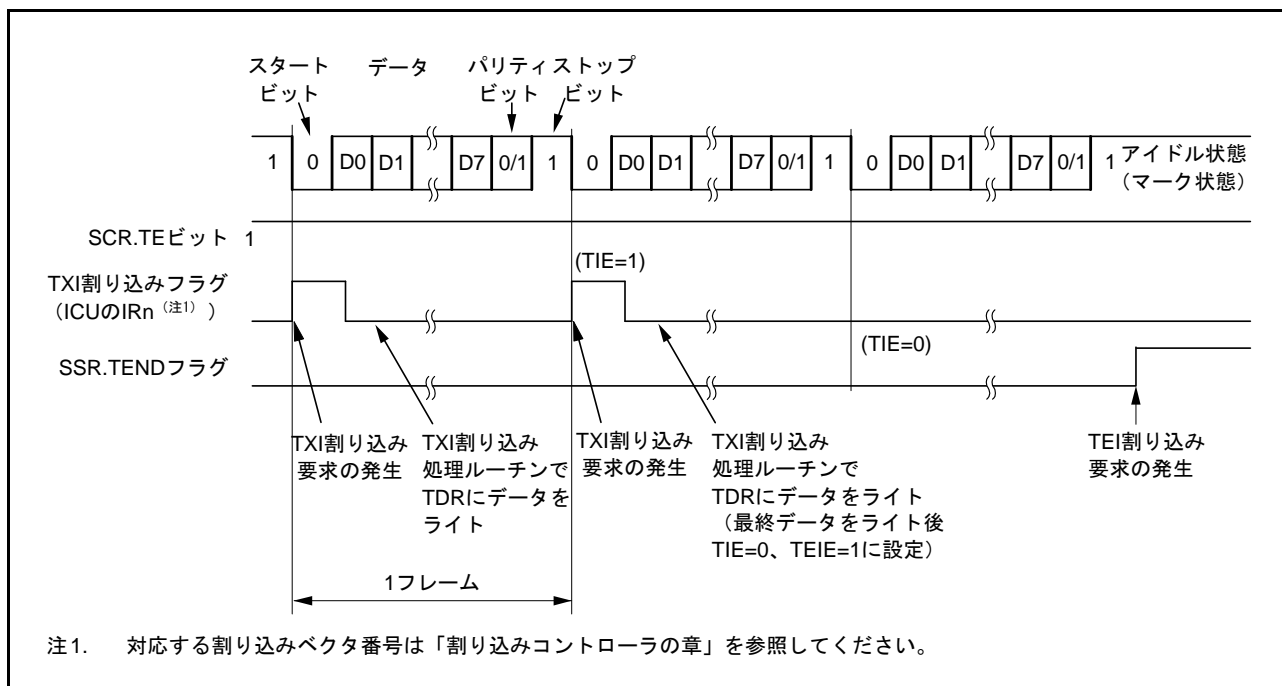 スタート
ビット
データ
パリティ
ビット
ストップ
ビット
1 0 D0 D1 D7 0/1 1 0 D0 D1 D7 0/1 1 0 D0 D1 D7 0/1 1
アイドル状態
（マーク状態）
SCR.TEビット 1
TXI割り込みフラグ
（ICUのIRn（注1））
(TIE=1)
(TIE=0)
SSR.TENDフラグ
TXI割り込み
要求の発生
TXI割り込み
処理ルーチンで
TDRにデータを
ライト
TXI割り込み
要求の発生
TXI割り込み
処理ルーチンで
TDRにデータをライト
（最終データをライト後
TIE=0、TEIE=1に設定）
TEI割り込み
要求の発生
1フレーム
注1. 対応する割り込みベクタ番号は「割り込みコントローラの章」を参照してください。